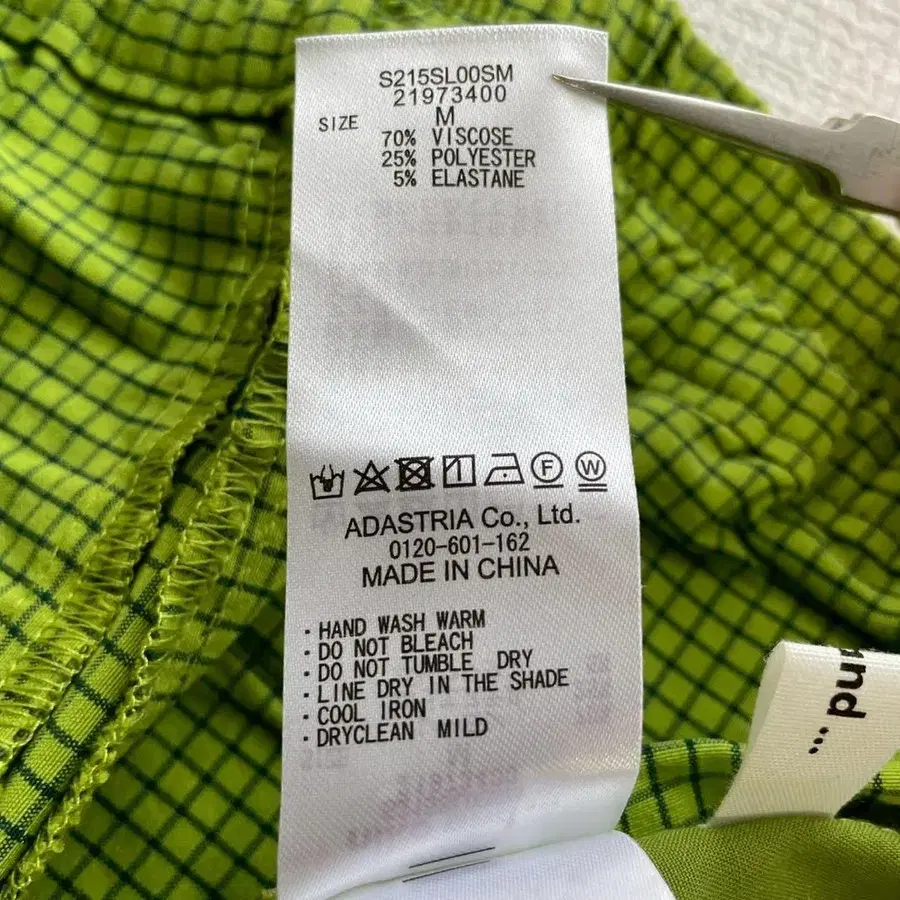 S215SL00SM
21973400
SIZE M
70% VISCOSE
25% POLYESTER
5% ELASTANE
F W
ADASTRIA Co., Ltd.
0120-601-162
MADE IN CHINA
・HAND WASH WARM
・DO NOT BLEACH
・DO NOT TUMBLE DRY
・LINE DRY IN THE SHADE
・COOL IRON
・DRYCLEAN MILD
and...